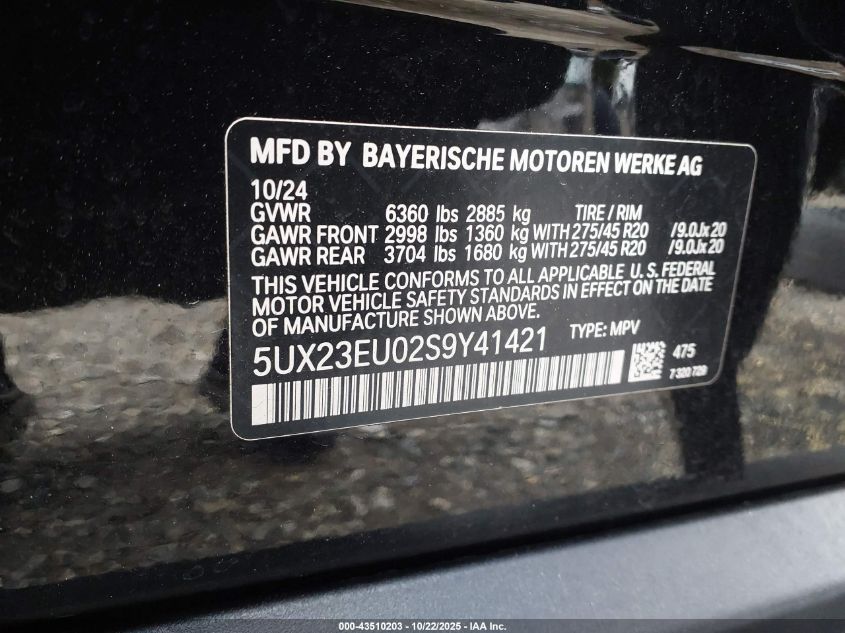 MFD BY BAYERISCHE MOTOREN WERKE AG
10/24
GVWR 6360 lbs 2885 kg TIRE / RIM
GAWR FRONT 2998 lbs 1360 kg WITH 275/45 R20 /9.0Jx20
GAWR REAR 3704 lbs 1680 kg WITH 275/45 R20 /9.0Jx20
THIS VEHICLE CONFORMS TO ALL APPLICABLE U.S. FEDERAL
MOTOR VEHICLE SAFETY STANDARDS IN EFFECT ON THE DATE
OF MANUFACTURE SHOWN ABOVE.
TYPE: MPV
5UX23EU02S9Y41421
475
7 320 729
000-43510203 - 10/22/2025 - IAA Inc.